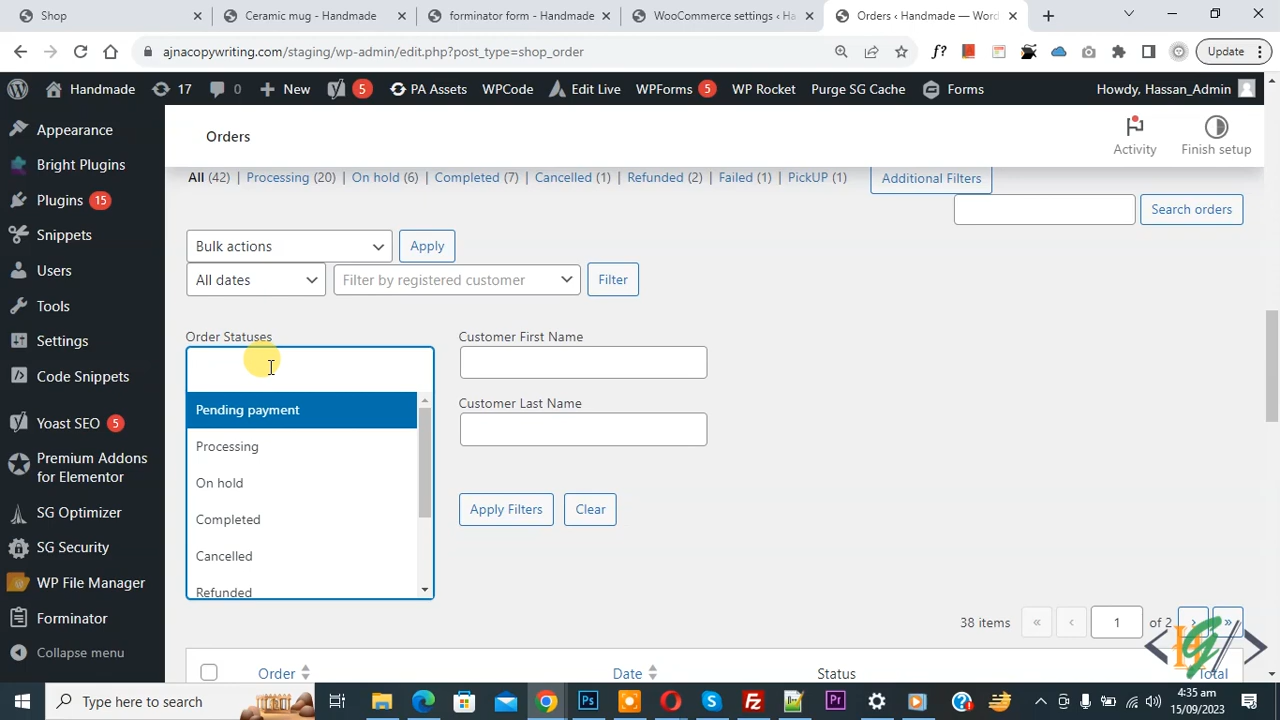 Shop
Ceramic mug - Handmade
forminator form - Handmade
WooCommerce settings ‹ Ha
Orders ‹ Handmade — Word
ajnacopywriting.com/staging/wp-admin/edit.php?post_type=shop_order
f?
Update
Handmade
17
0
New
5
PA Assets
WPCode
Edit Live
WPForms
5
WP Rocket
Purge SG Cache
Forms
Howdy, Hassan_Admin
Appearance
Bright Plugins
Plugins 15
Snippets
Users
Tools
Settings
Code Snippets
Yoast SEO 5
Premium Addons
for Elementor
SG Optimizer
SG Security
WP File Manager
Forminator
Collapse menu
Orders
Activity
Finish setup
All (42) | Processing (20) | On hold (6) | Completed (7) | Cancelled (1) | Refunded (2) | Failed (1) | PickUP (1)
Additional Filters
Search orders
Bulk actions
Apply
All dates
Filter by registered customer
Filter
Order Statuses
Customer First Name
Pending payment
Customer Last Name
Processing
On hold
Completed
Cancelled
Refunded
Apply Filters
Clear
38 items
«
‹
1
of 2
›
»
Order
Date
Status
Total
Type here to search
Ps
Fz
Pr
4:35 am
15/09/2023